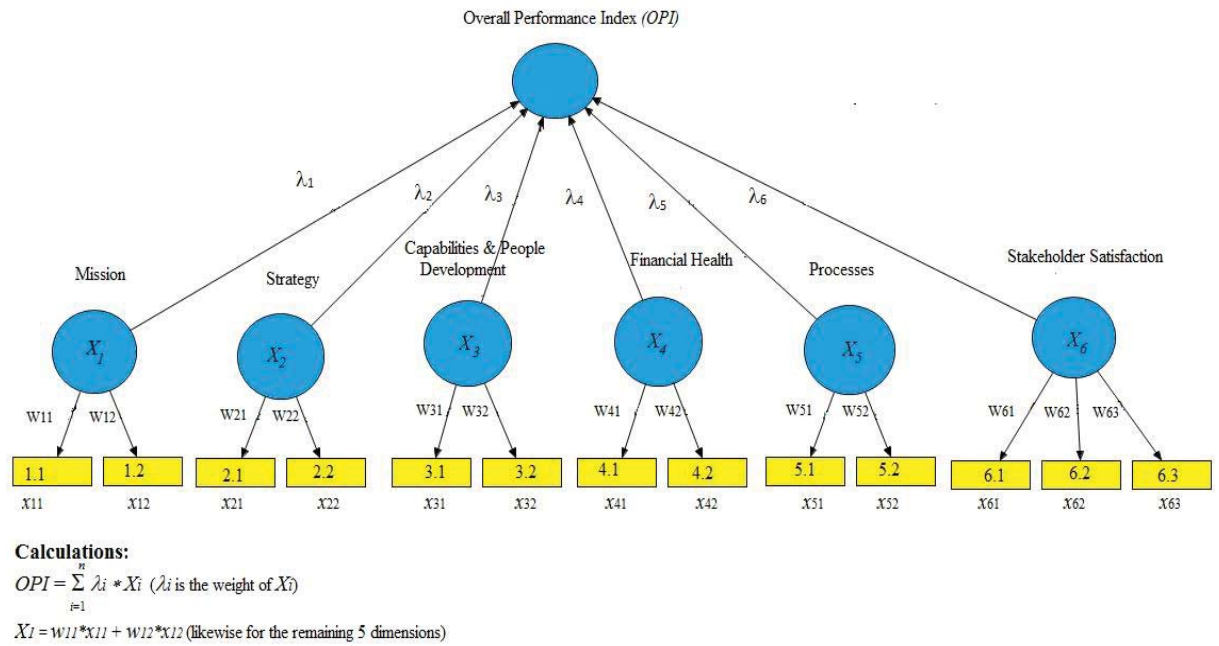 Overall Performance Index (OPI)
λ1 λ2 λ3 λ4 λ5 λ6
Mission
Strategy
Capabilities & People
Development
Financial Health
Processes
Stakeholder Satisfaction
X1 X2 X3 X4 X5 X6
W11 W12 W21 W22 W31 W32 W41 W42 W51 W52 W61 W62 W63
1.1 1.2 2.1 2.2 3.1 3.2 4.1 4.2 5.1 5.2 6.1 6.2 6.3
x11 x12 x21 x22 x31 x32 x41 x42 x51 x52 x61 x62 x63
Calculations:
OPI = n∑i=1 λi * Xi (λi is the weight of Xi)
X1 = w11*x11 + w12*x12 (likewise for the remaining 5 dimensions)